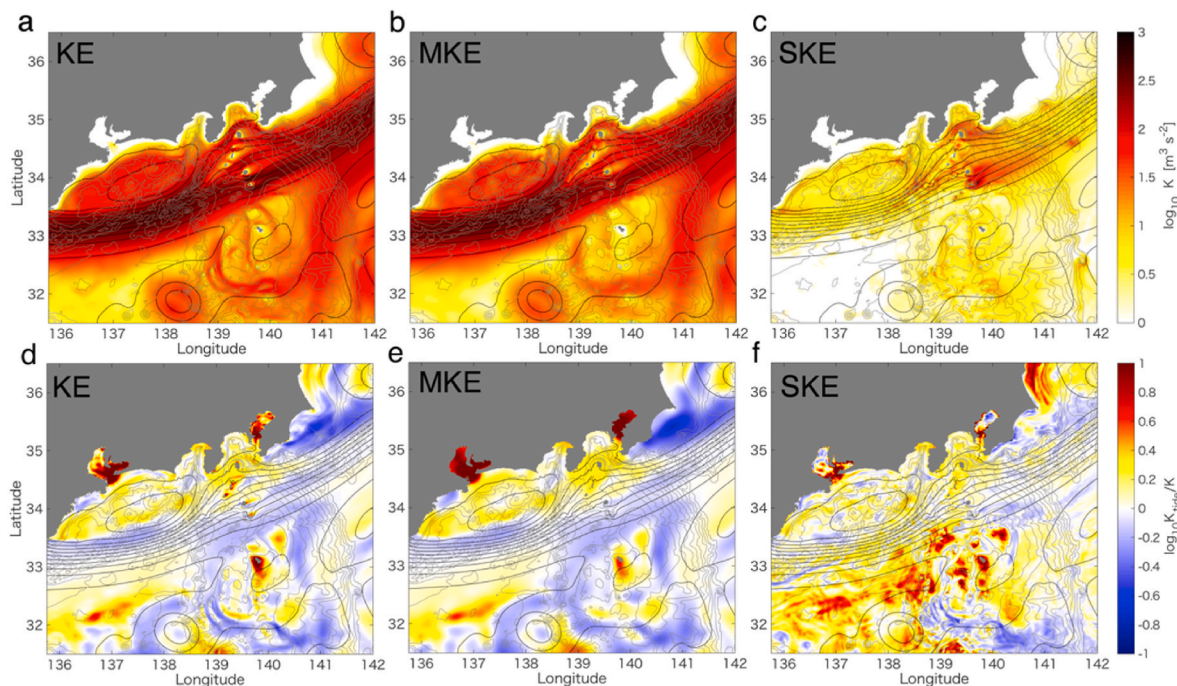 a
b
c
KE
MKE
SKE
36
35
34
33
32
Latitude
136 137 138 139 140 141 142
Longitude
36
35
34
33
32
136 137 138 139 140 141 142
Longitude
36
35
34
33
32
136 137 138 139 140 141 142
Longitude
3
2.5
2
1.5
1
0.5
0
log10 K [m³ s⁻²]
d
e
f
KE
MKE
SKE
36
35
34
33
32
Latitude
136 137 138 139 140 141 142
Longitude
36
35
34
33
32
136 137 138 139 140 141 142
Longitude
36
35
34
33
32
136 137 138 139 140 141 142
Longitude
1
0.8
0.6
0.4
0.2
0
-0.2
-0.4
-0.6
-0.8
-1
log10Ktide/K